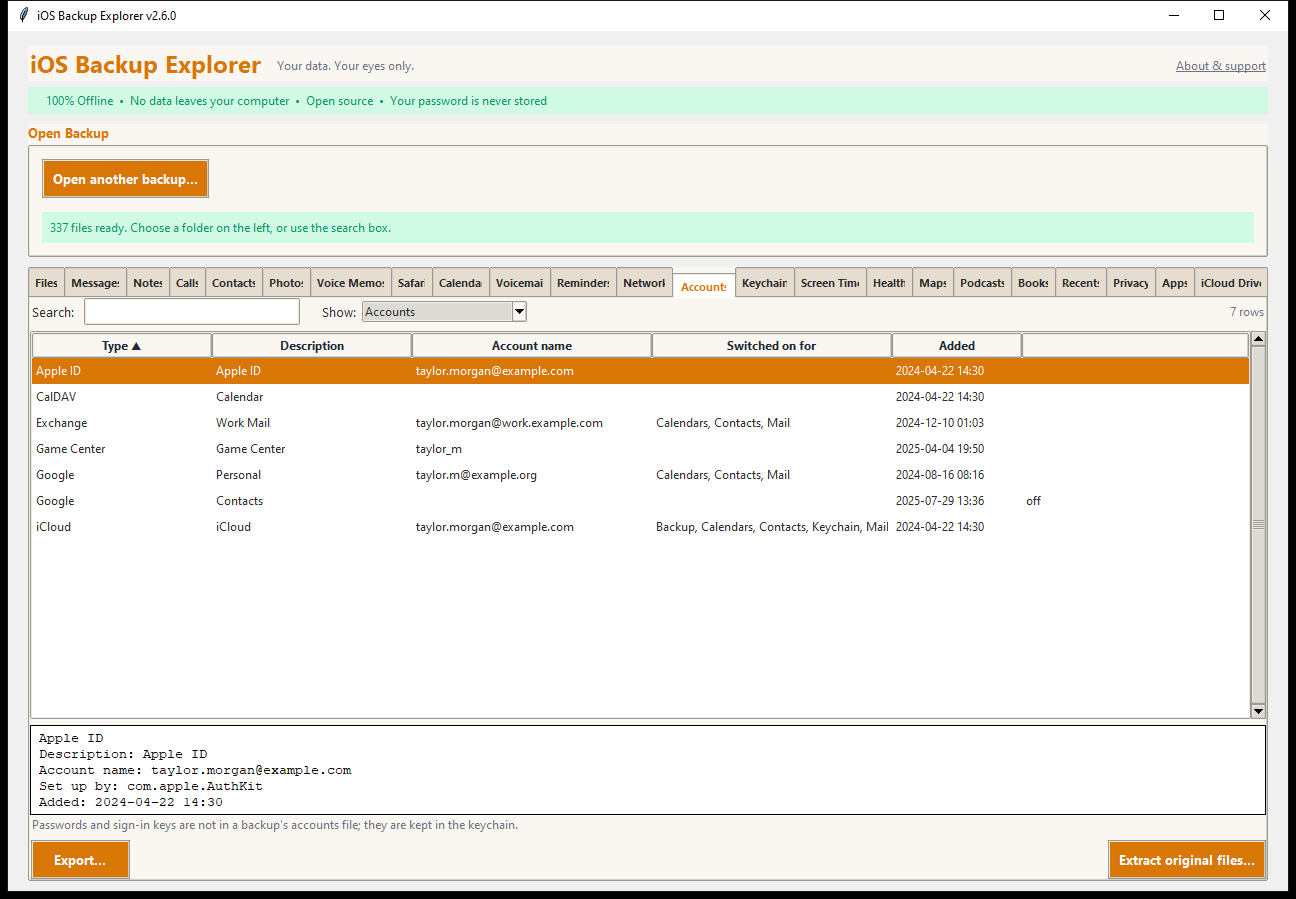 iOS Backup Explorer v2.6.0
iOS Backup Explorer Your data. Your eyes only. About & support
100% Offline • No data leaves your computer • Open source • Your password is never stored
Open Backup
Open another backup...
337 files ready. Choose a folder on the left, or use the search box.
Files Messages Notes Calls Contacts Photos Voice Memos Safari Calenda Voicemai Reminders Network Accounts Keychain Screen Time Health Maps Podcasts Books Recents Privacy Apps iCloud Drive
Search: Show: Accounts 7 rows
Type ▲ Description Account name Switched on for Added
Apple ID Apple ID taylor.morgan@example.com 2024-04-22 14:30
CalDAV Calendar 2024-04-22 14:30
Exchange Work Mail taylor.morgan@work.example.com Calendars, Contacts, Mail 2024-12-10 01:03
Game Center Game Center taylor_m 2025-04-04 19:50
Google Personal taylor.m@example.org Calendars, Contacts, Mail 2024-08-16 08:16
Google Contacts 2025-07-29 13:36 off
iCloud iCloud taylor.morgan@example.com Backup, Calendars, Contacts, Keychain, Mail 2024-04-22 14:30
Apple ID
Description: Apple ID
Account name: taylor.morgan@example.com
Set up by: com.apple.AuthKit
Added: 2024-04-22 14:30
Passwords and sign-in keys are not in a backup's accounts file; they are kept in the keychain.
Export... Extract original files...